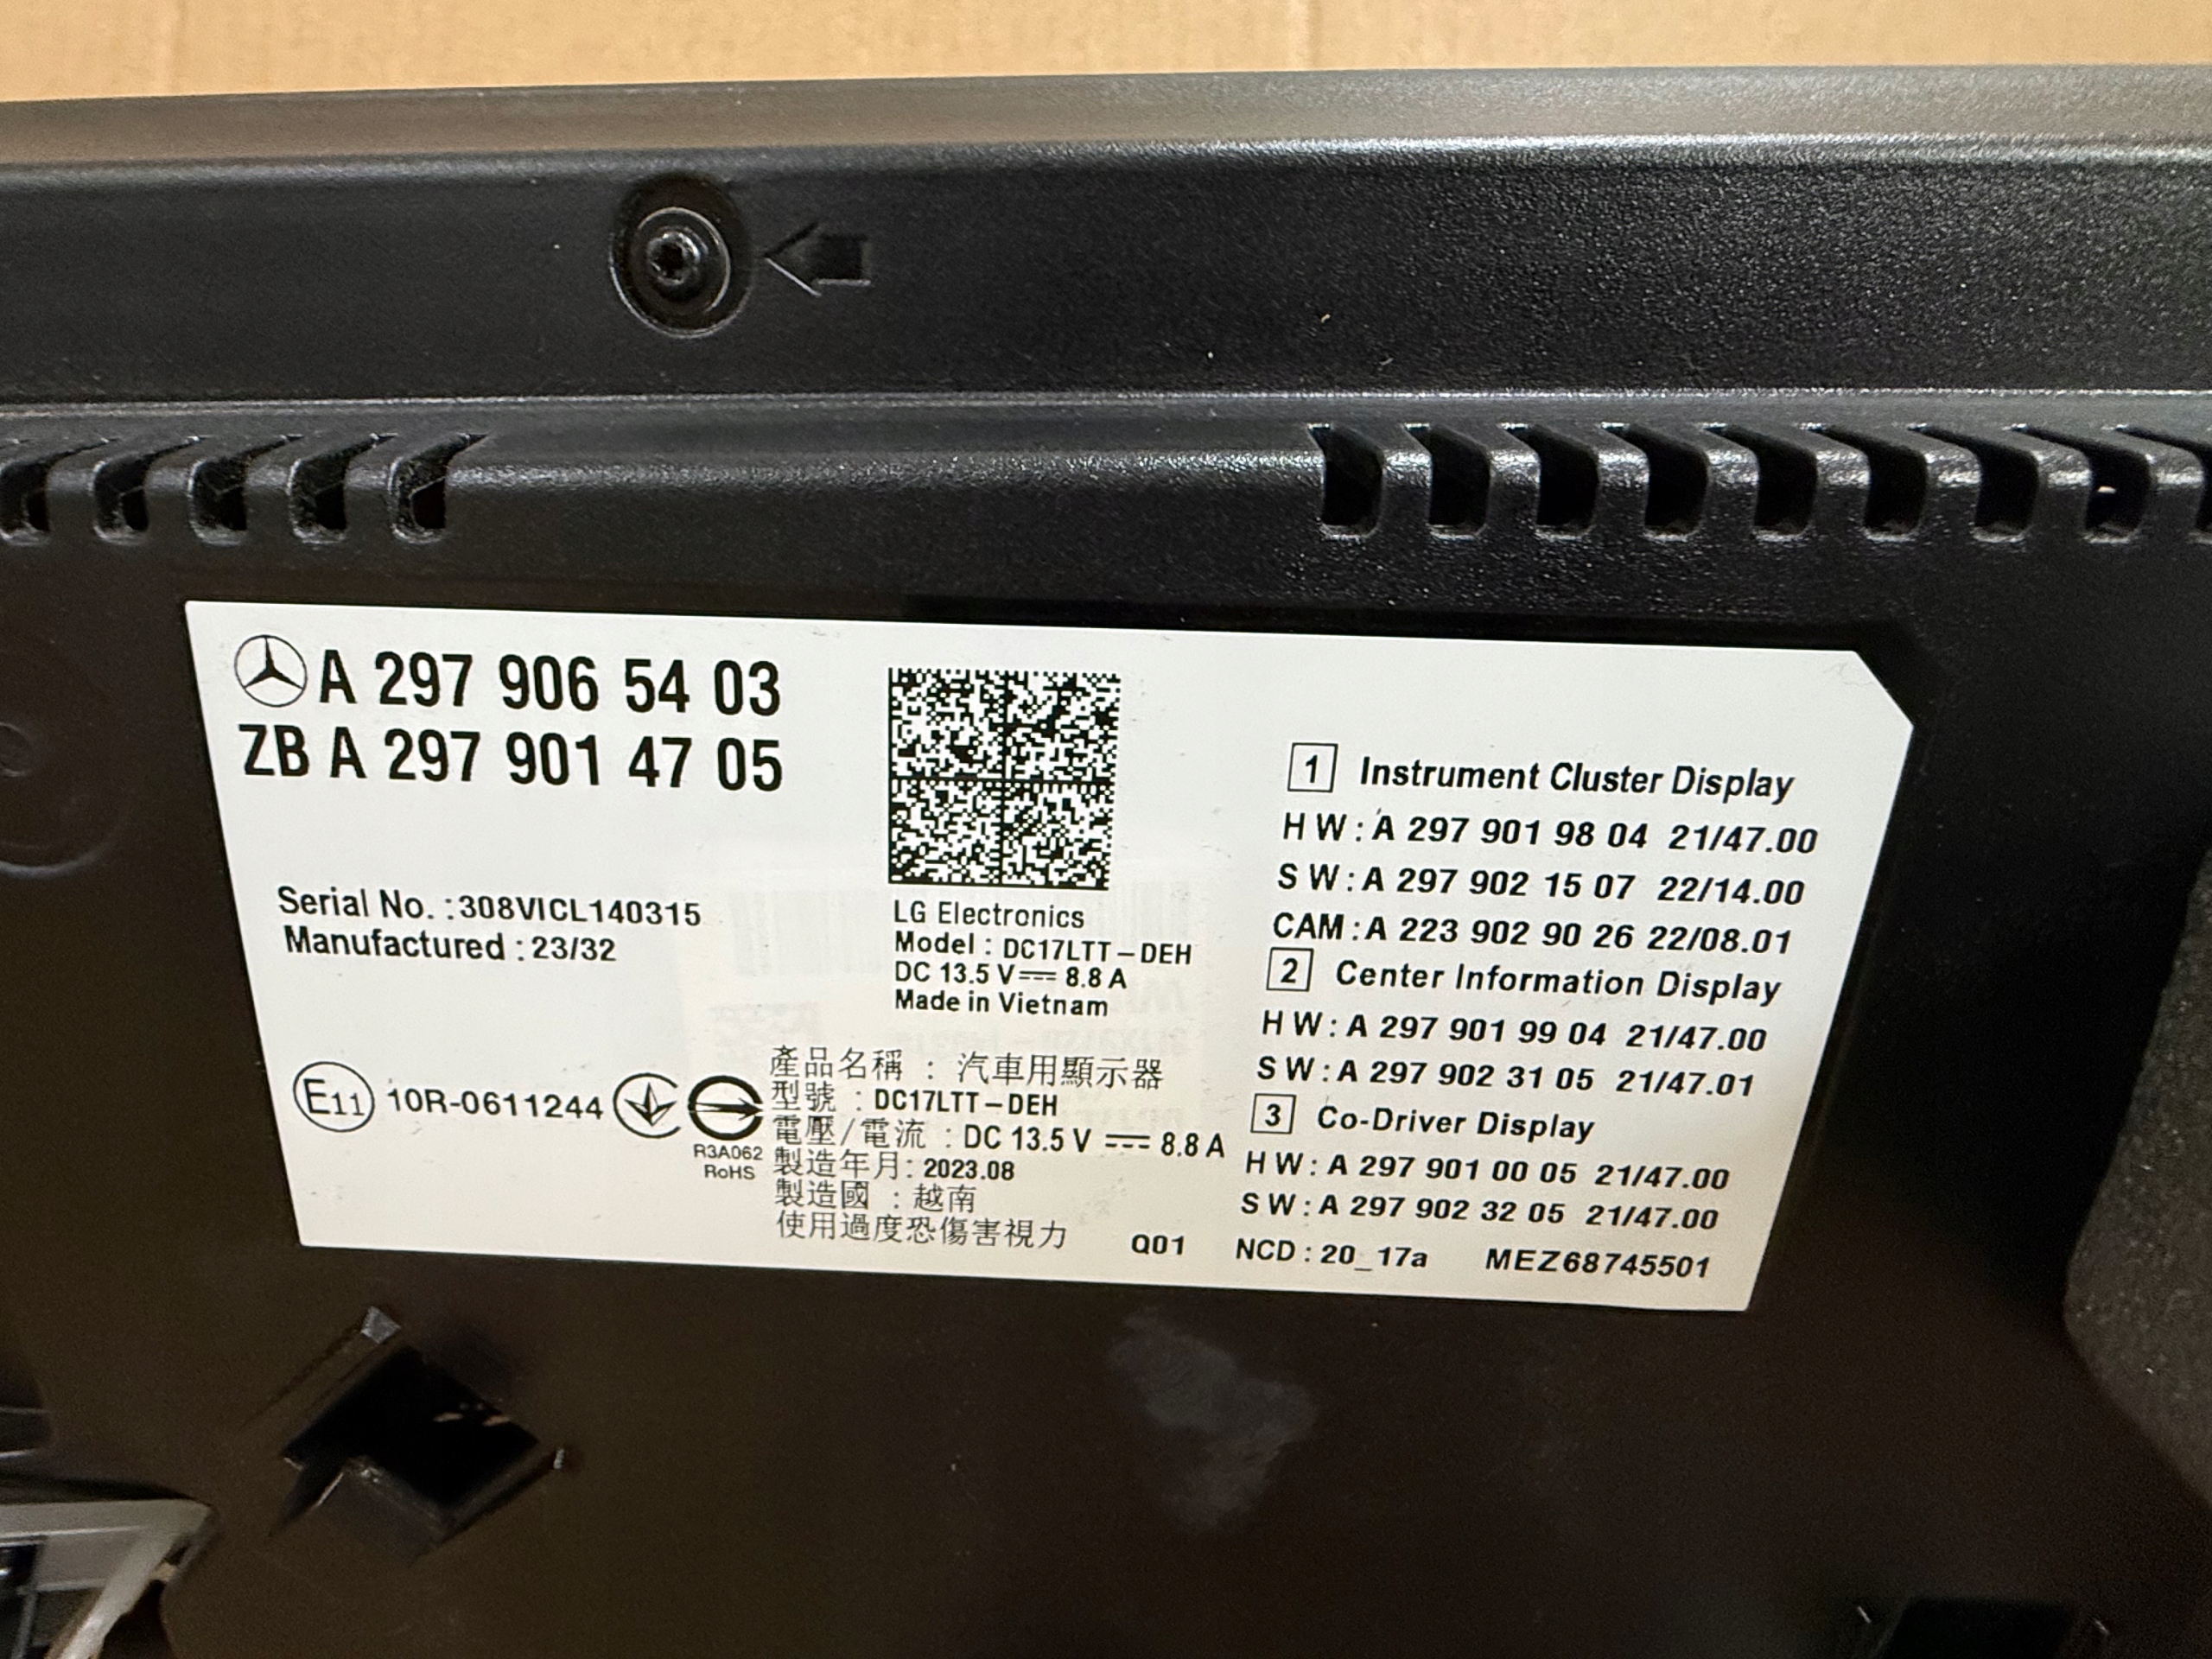 A 297 906 54 03
ZB A 297 901 47 05
Serial No. : 308VICL140315
Manufactured : 23/32
LG Electronics
Model : DC17LTT-DEH
DC 13.5 V⎓ 8.8 A
Made in Vietnam
E11 10R-0611244
R3A062
RoHS
產品名稱 : 汽車用顯示器
型號 : DC17LTT-DEH
電壓/電流 : DC 13.5 V ⎓ 8.8 A
製造年月: 2023.08
製造國 : 越南
使用過度恐傷害視力
1 Instrument Cluster Display
H W : A 297 901 98 04 21/47.00
S W : A 297 902 15 07 22/14.00
CAM : A 223 902 90 26 22/08.01
2 Center Information Display
H W : A 297 901 99 04 21/47.00
S W : A 297 902 31 05 21/47.01
3 Co-Driver Display
H W : A 297 901 00 05 21/47.00
S W : A 297 902 32 05 21/47.00
Q01 NCD : 20_17a MEZ68745501